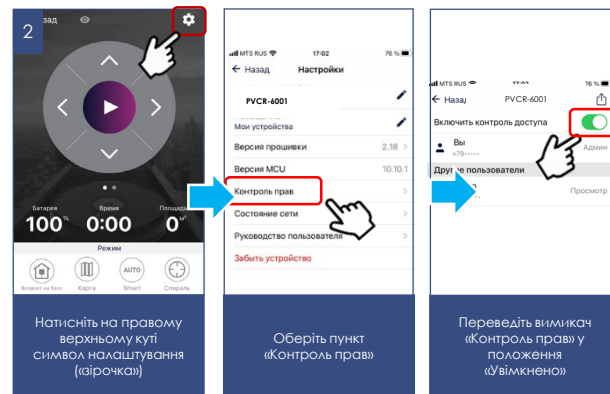 2
зад
Батарея
Время
Площадь
100 %
0:00
0 м²
Режим
Возврат на базу
Карта
AUTO
Smart
Спираль
Натисніть на правому
верхньому куті
символ налаштування
(«зірочка»)
MTS RUS
17:02
76 %
← Назад
Настройки
PVCR-6001
Мои устройства
Версия прошивки
2.18 >
Версия MCU
10.10.1
Контроль прав
Состояние сети
Руководство пользователя
Забыть устройство
Оберіть пункт
«Контроль прав»
MTS RUS
17:03
76 %
← Назад
PVCR-6001
Включить контроль доступа
Вы
+79·····
Админ
Другие пользователи
Просмотр
Переведіть вимикач
«Контроль прав» у
положення
«Увімкнено»